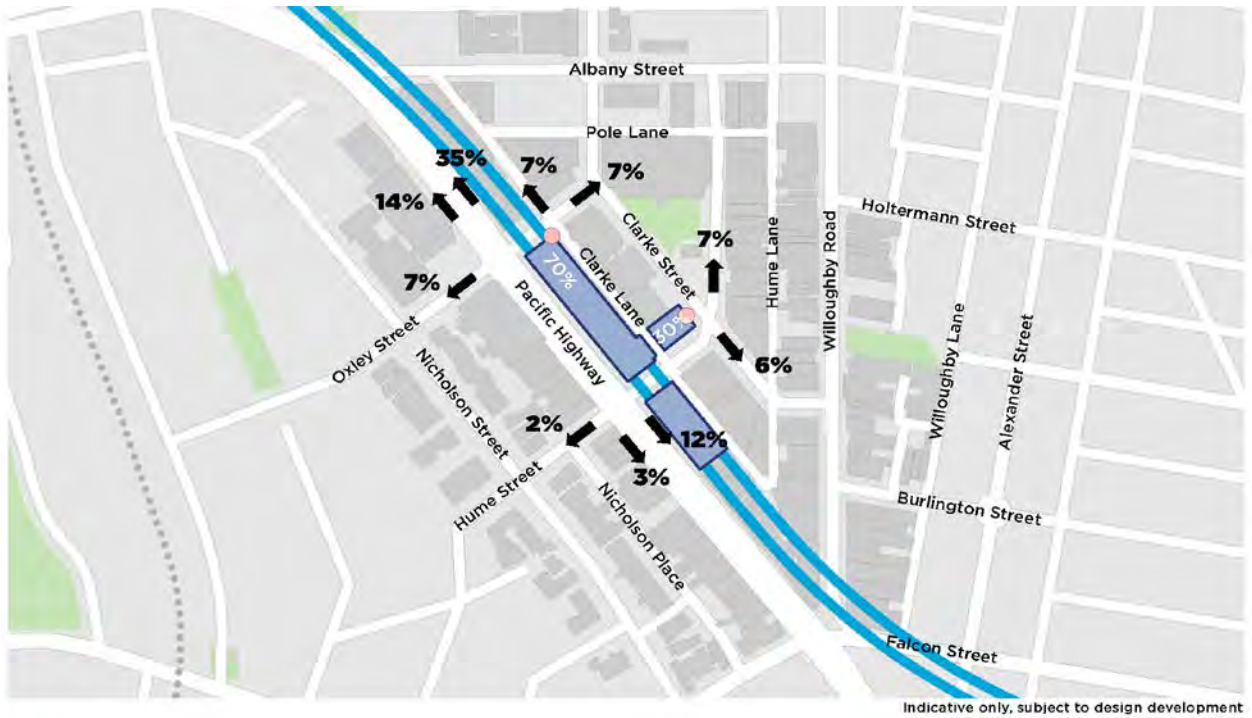 Albany Street
Pole Lane
35%
7%
7%
14%
Holtermann Street
Clarke Street
7%
Hume Lane
Willoughby Road
70%
Clarke Lane
7%
Pacific Highway
30%
6%
Oxley Street
Willoughby Lane
Alexander Street
Nicholson Street
2%
12%
3%
Hume Street
Nicholson Place
Burlington Street
Falcon Street
Indicative only, subject to design development